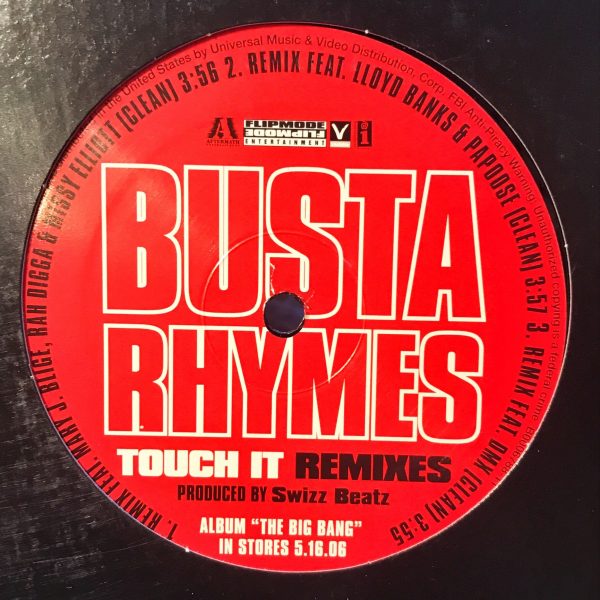 AFTERMATH
ENTERTAINMENT
FLIPMODE
FLIPMODE
ENTERTAINMENT
BUSTA
RHYMES
TOUCH IT REMIXES
PRODUCED BY Swizz Beatz
ALBUM "THE BIG BANG"
IN STORES 5.16.06
1. REMIX FEAT. MARY J. BLIGE, RAH DIGGA & MISSY ELLIOTT (CLEAN) 3:56 2. REMIX FEAT. LLOYD BANKS & PAPOOSE (CLEAN) 3:57 3. REMIX FEAT. DMX (CLEAN) 3:55
in the United States by Universal Music & Video Distribution, Corp. FBI Anti-Piracy Warning: Unauthorized copying is a federal crime